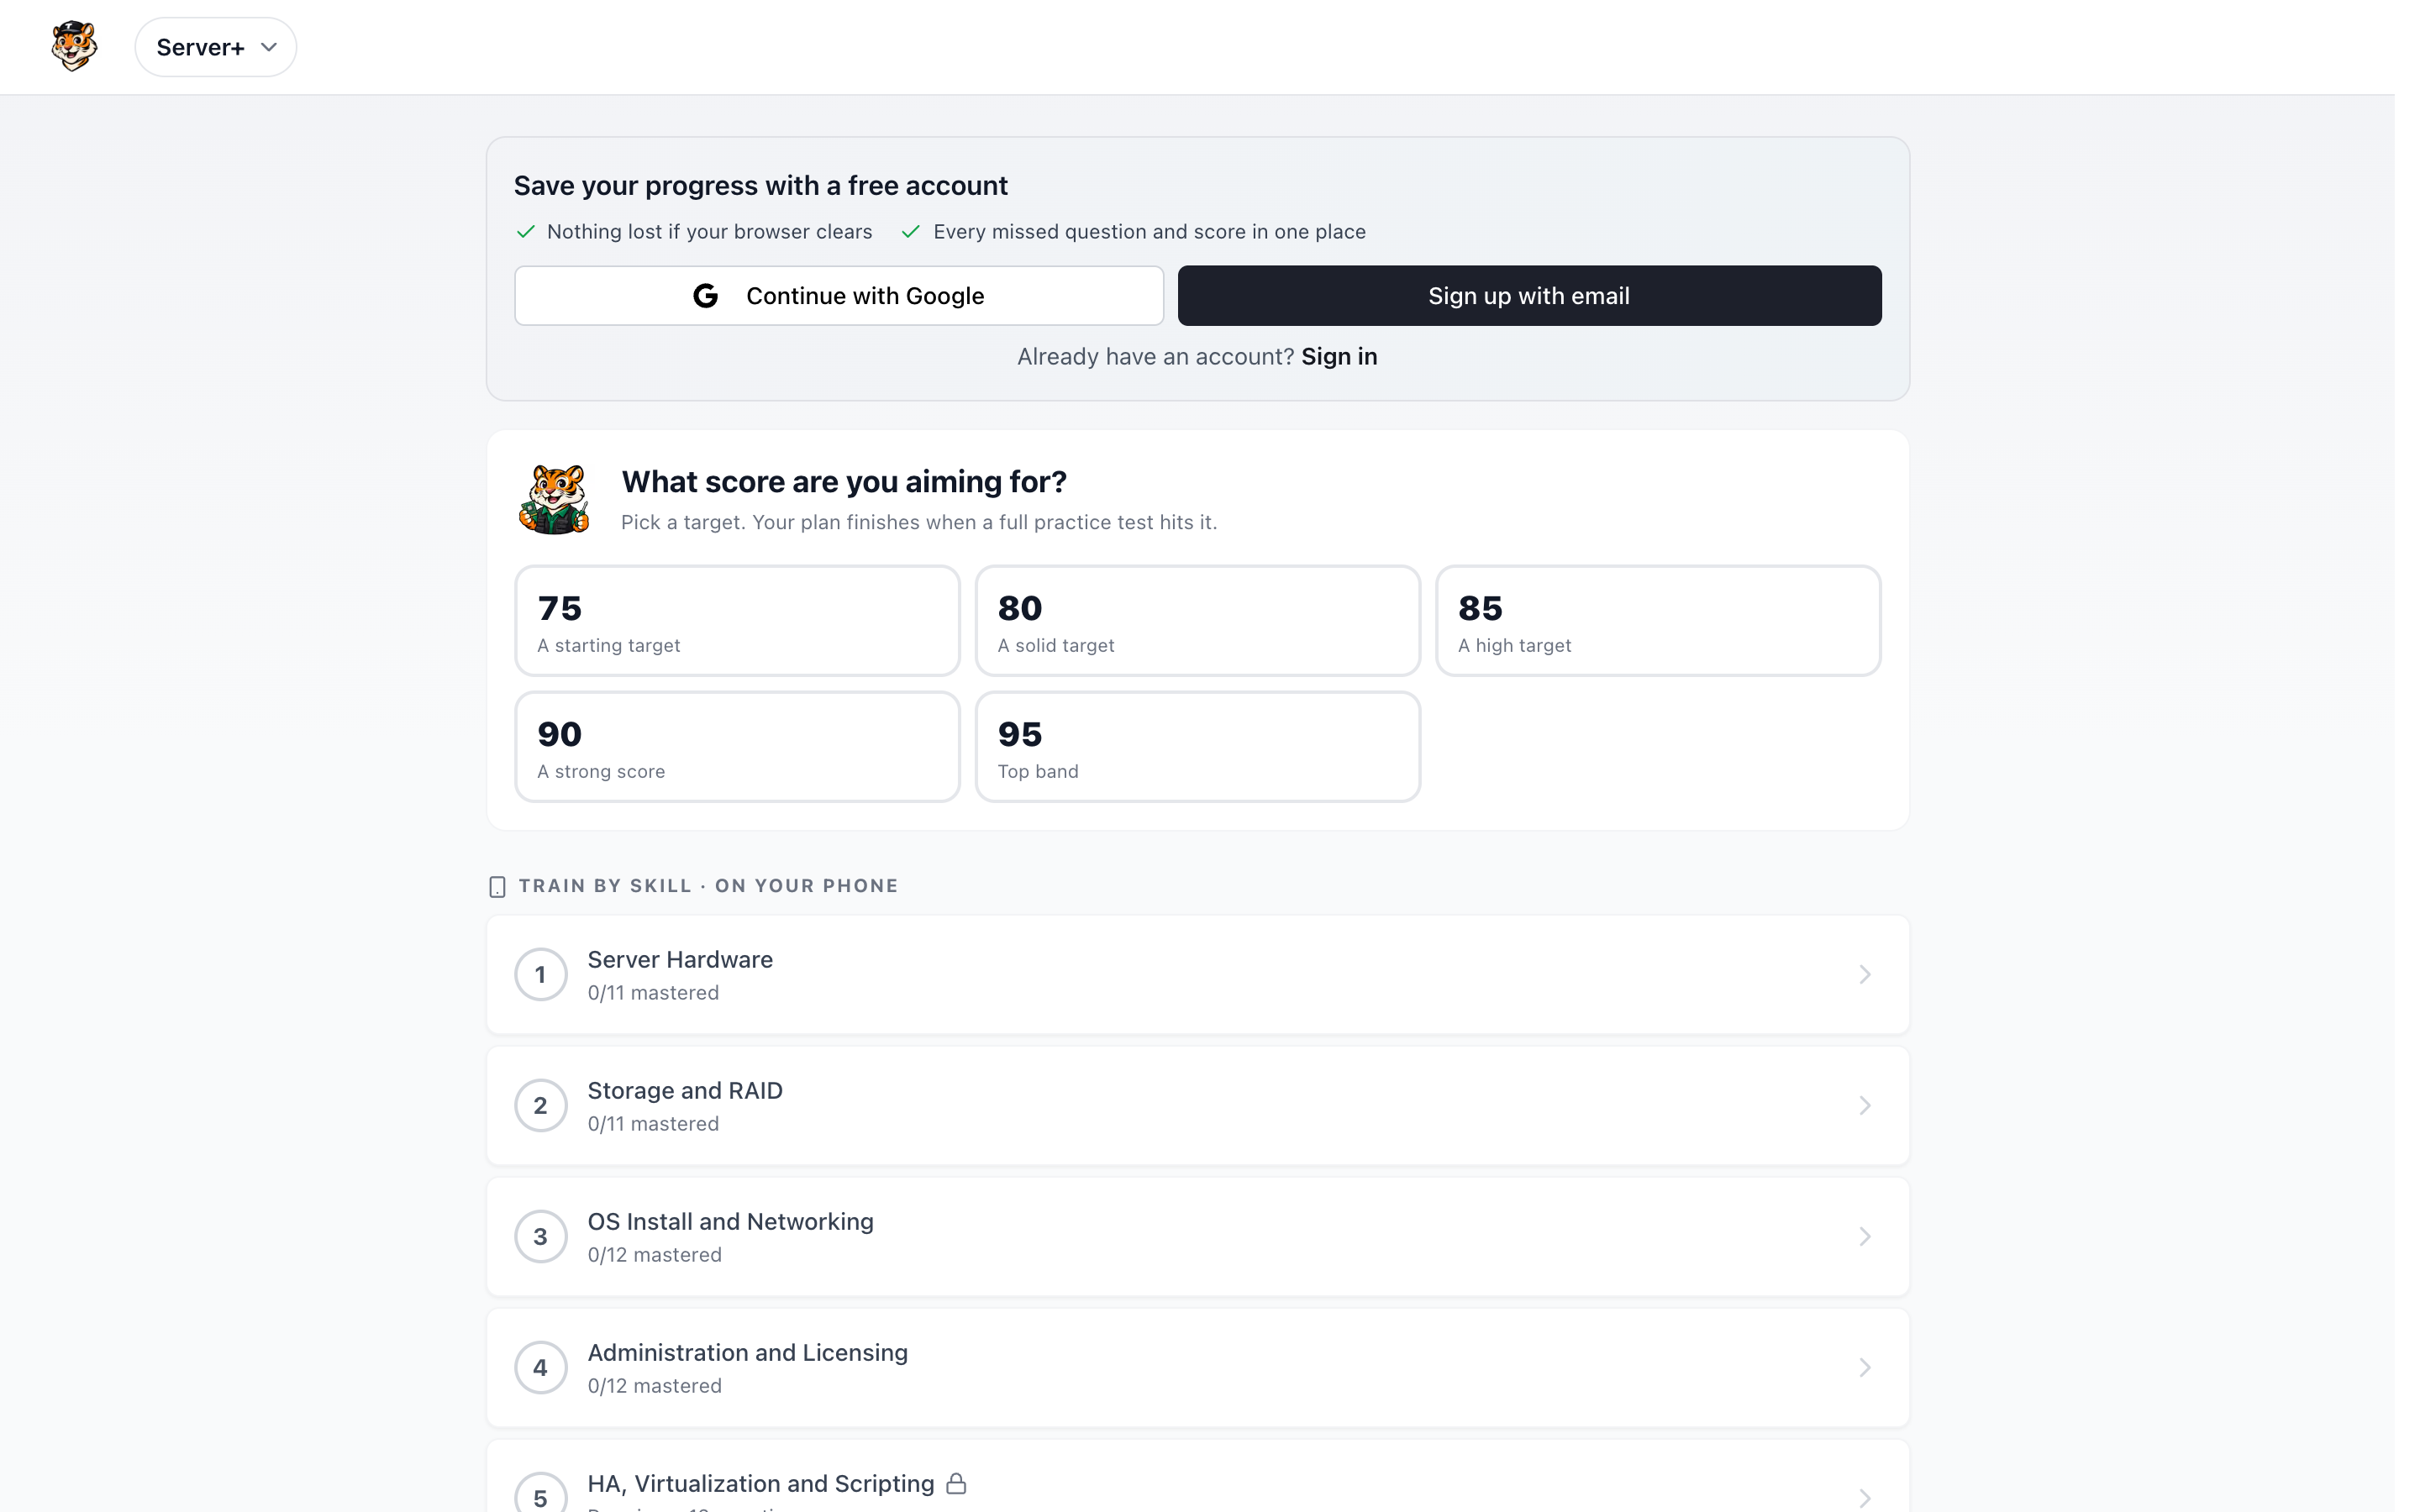 Server+
Save your progress with a free account
Nothing lost if your browser clears
Every missed question and score in one place
Continue with Google
Sign up with email
Already have an account? Sign in
What score are you aiming for?
Pick a target. Your plan finishes when a full practice test hits it.
75
A starting target
80
A solid target
85
A high target
90
A strong score
95
Top band
TRAIN BY SKILL · ON YOUR PHONE
1
Server Hardware
0/11 mastered
2
Storage and RAID
0/11 mastered
3
OS Install and Networking
0/12 mastered
4
Administration and Licensing
0/12 mastered
5
HA, Virtualization and Scripting